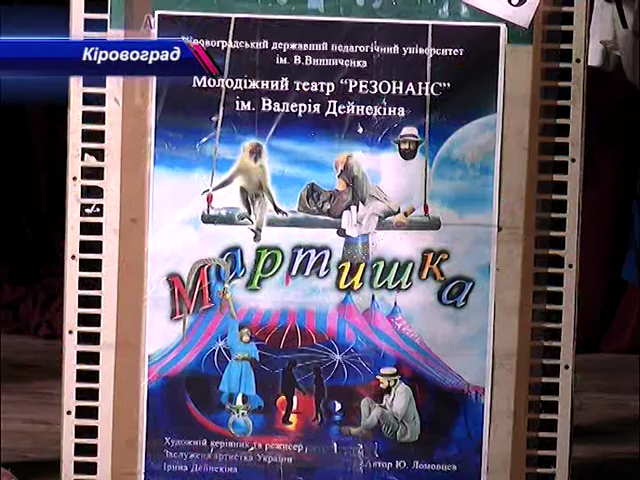 Кіровоград
Кіровоградський державний педагогічний університет
ім. В.Винниченка
Молодіжний театр “РЕЗОНАНС”
ім. Валерія Дейнекіна
Мартишка
Художній керівник та режисер
Заслужена артистка України
Ірина Дейнекіна
Автор Ю. Ломовцев